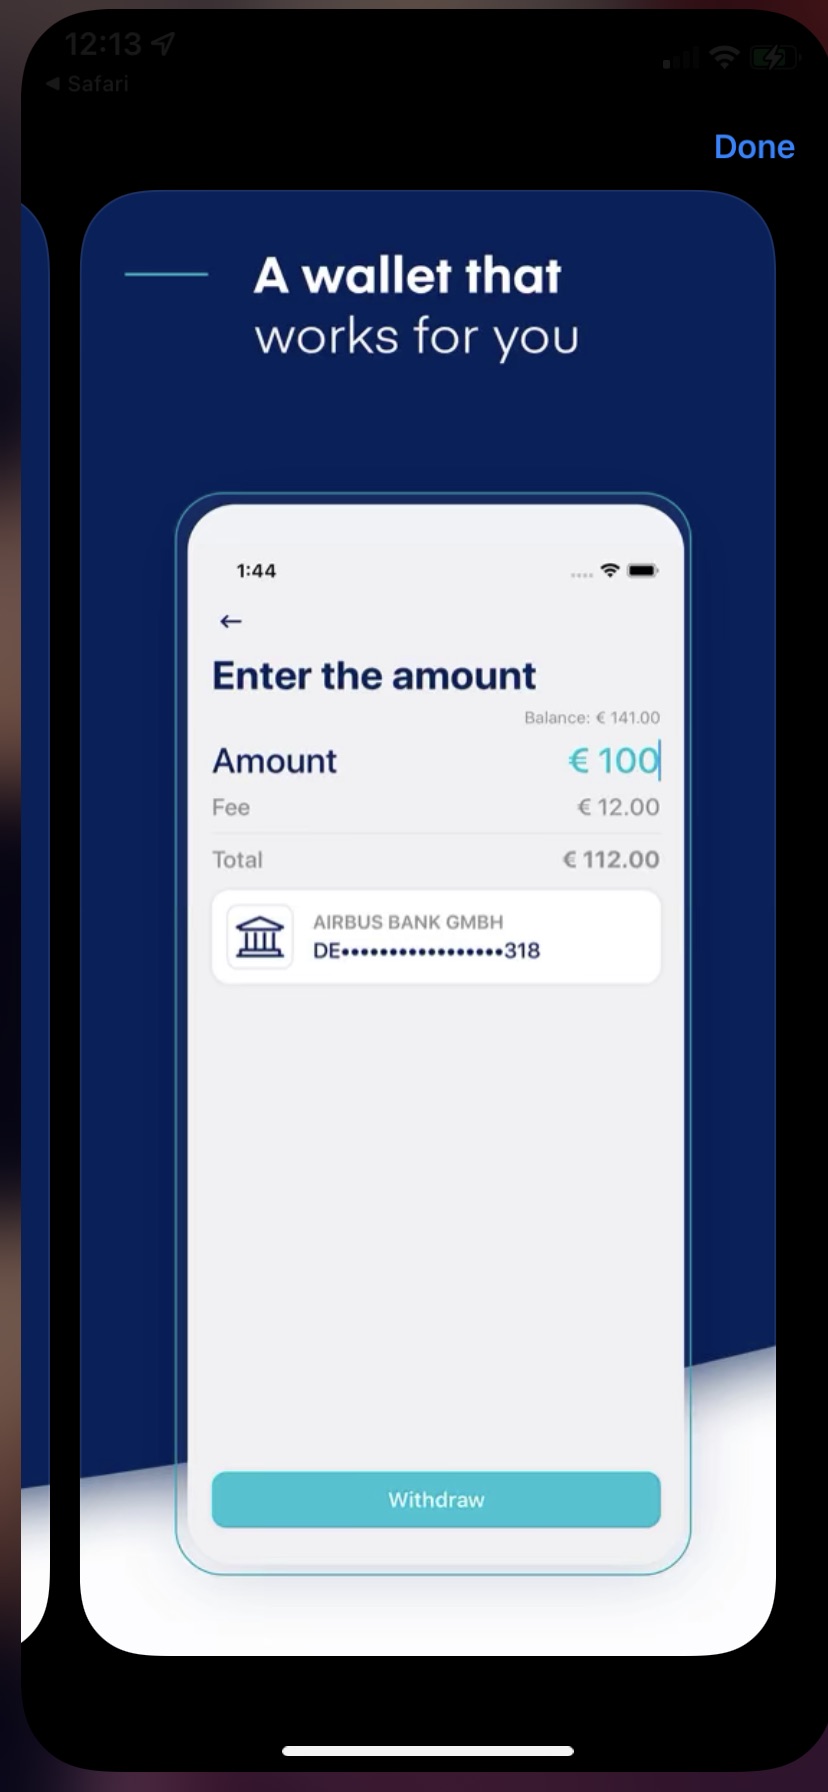 12:13
Safari
Done
A wallet that
works for you
1:44
Enter the amount
Balance: € 141.00
Amount € 100
Fee € 12.00
Total € 112.00
AIRBUS BANK GMBH
DE•••••••••••••••••318
Withdraw